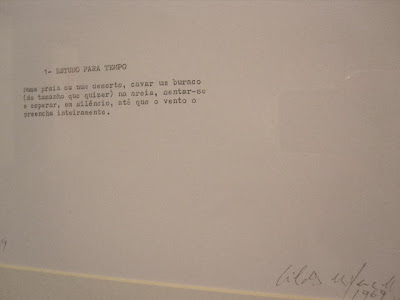 1- ESTUDO PARA TEMPO
Numa praia ou num deserto, cavar um buraco
(do tamanho que quiser) na areia, sentar-se
e esperar, em silêncio, até que o vento o
preencha inteiramente.
9
1969